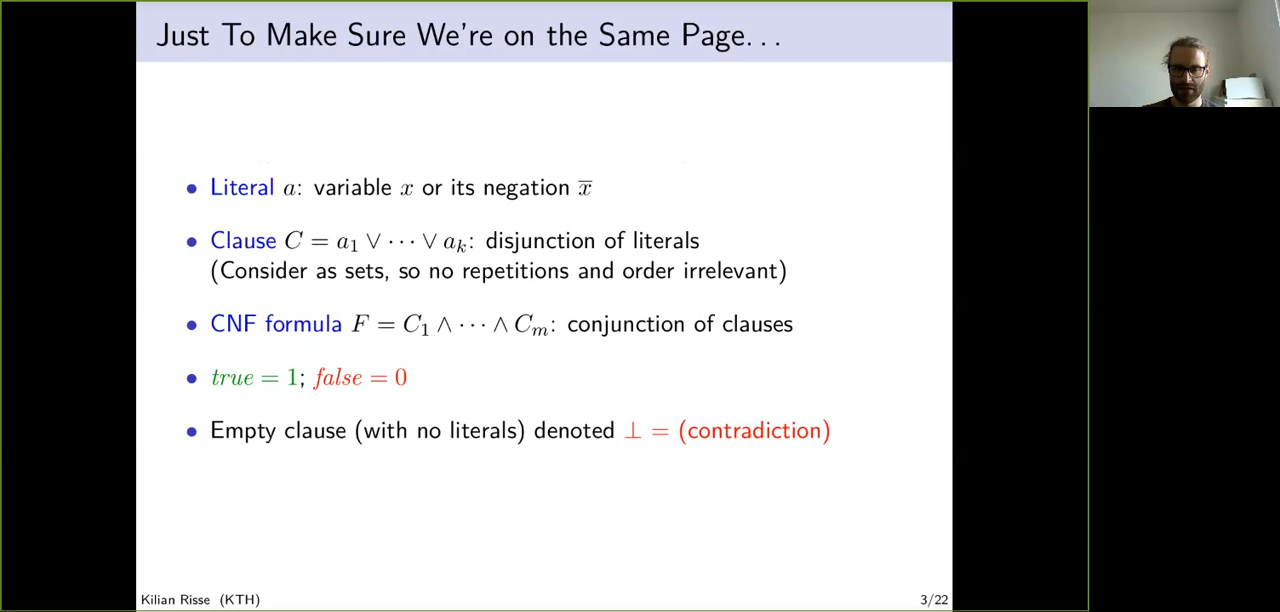 Just To Make Sure We're on the Same Page...
• Literal a: variable x or its negation x̅
• Clause C = a₁ ∨ ··· ∨ aₖ: disjunction of literals
(Consider as sets, so no repetitions and order irrelevant)
• CNF formula F = C₁ ∧ ··· ∧ Cₘ: conjunction of clauses
• true = 1; false = 0
• Empty clause (with no literals) denoted ⊥ = (contradiction)
Kilian Risse (KTH)
3/22